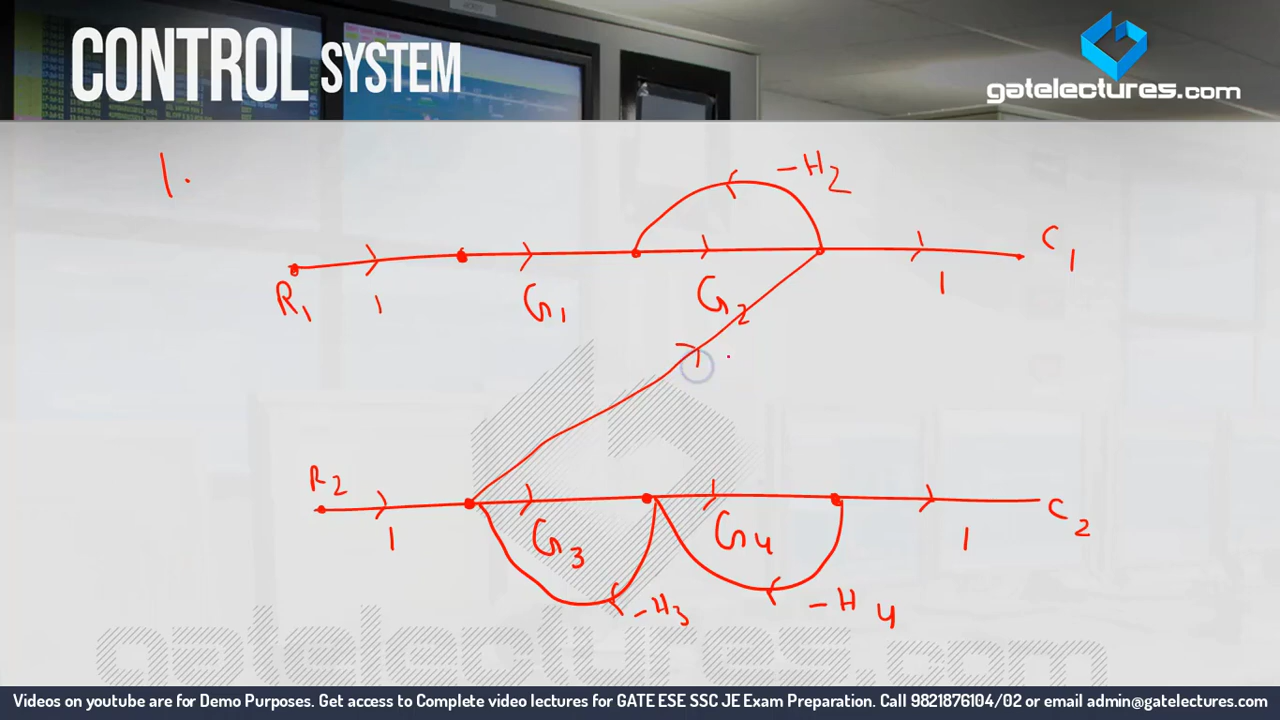 CONTROL SYSTEM
gatelectures.com
1.
-H2
C1
R1
1
G1
G2
1
R2
1
G3
G4
1
C2
-H3
-H4
gatelectures.com
Videos on youtube are for Demo Purposes. Get access to Complete video lectures for GATE ESE SSC JE Exam Preparation. Call 9821876104/02 or email admin@gatelectures.com